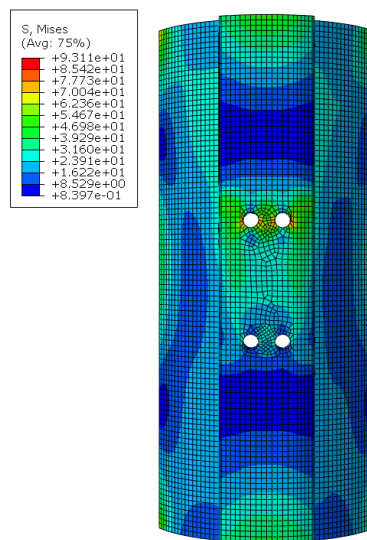 S, Mises
(Avg: 75%)
+9.311e+01
+8.542e+01
+7.773e+01
+7.004e+01
+6.236e+01
+5.467e+01
+4.698e+01
+3.929e+01
+3.160e+01
+2.391e+01
+1.622e+01
+8.529e+00
+8.397e-01